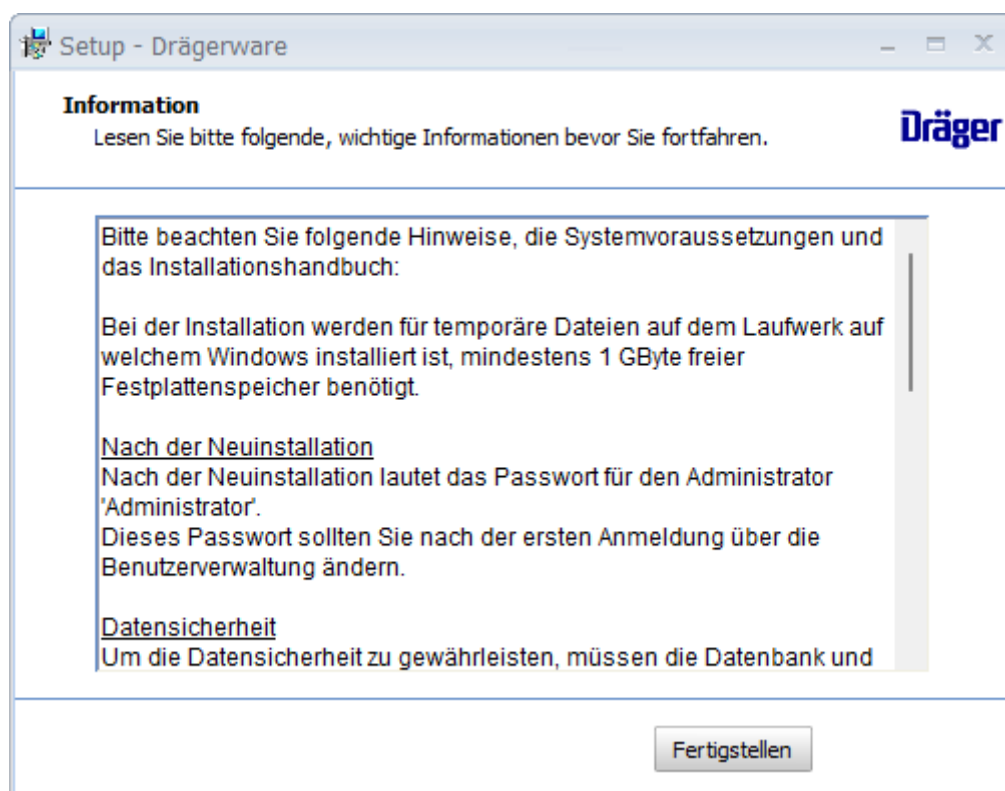 Setup - Drägerware
Information
Lesen Sie bitte folgende, wichtige Informationen bevor Sie fortfahren.
Dräger
Bitte beachten Sie folgende Hinweise, die Systemvoraussetzungen und
das Installationshandbuch:
Bei der Installation werden für temporäre Dateien auf dem Laufwerk auf
welchem Windows installiert ist, mindestens 1 GByte freier
Festplattenspeicher benötigt.
Nach der Neuinstallation
Nach der Neuinstallation lautet das Passwort für den Administrator
'Administrator'.
Dieses Passwort sollten Sie nach der ersten Anmeldung über die
Benutzerverwaltung ändern.
Datensicherheit
Um die Datensicherheit zu gewährleisten, müssen die Datenbank und
Fertigstellen